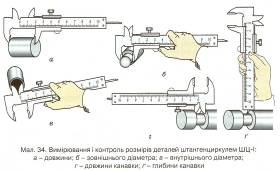 а
б
в
г
ґ
Мал. 34. Вимірювання і контроль розмірів деталей штангенциркулем ШЦ-І:
а – довжини; б – зовнішнього діаметра; в – внутрішнього діаметра;
г – довжини канавки; ґ – глибини канавки